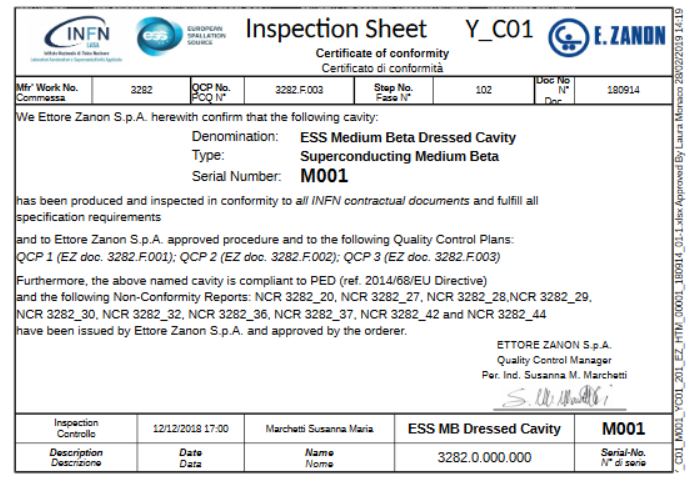 INFN
LASA
Istituto Nazionale di Fisica Nucleare
ess
EUROPEAN
SPALLATION
SOURCE
Inspection Sheet Y_C01
Certificate of conformity
Certificato di conformità
E. ZANON
Mfr' Work No.
Commessa
3282
QCP No.
PCQ N°
3282.F.003
Step No.
Fase N°
102
Doc No
N°
Doc
180914
We Ettore Zanon S.p.A. herewith confirm that the following cavity:
Denomination: ESS Medium Beta Dressed Cavity
Type: Superconducting Medium Beta
Serial Number: M001
has been produced and inspected in conformity to all INFN contractual documents and fulfill all
specification requirements
and to Ettore Zanon S.p.A. approved procedure and to the following Quality Control Plans:
QCP 1 (EZ doc. 3282.F.001); QCP 2 (EZ doc. 3282.F.002); QCP 3 (EZ doc. 3282.F.003)
Furthermore, the above named cavity is compliant to PED (ref. 2014/68/EU Directive)
and the following Non-Conformity Reports: NCR 3282_20, NCR 3282_27, NCR 3282_28,NCR 3282_29,
NCR 3282_30, NCR 3282_32, NCR 3282_36, NCR 3282_37, NCR 3282_42 and NCR 3282_44
have been issued by Ettore Zanon S.p.A. and approved by the orderer.
ETTORE ZANON S.p.A.
Quality Control Manager
Per. Ind. Susanna M. Marchetti
Inspection
Controllo
12/12/2018 17:00
Marchetti Susanna Maria
ESS MB Dressed Cavity
M001
Description
Descrizione
Date
Data
Name
Nome
3282.0.000.000
Serial-No.
N° di serie
Y_C01_M001_YC01_201_EZ_HTM_00001_180914_01-1.xlsx Approved By Laura Monaco 28/02/2019 14:19